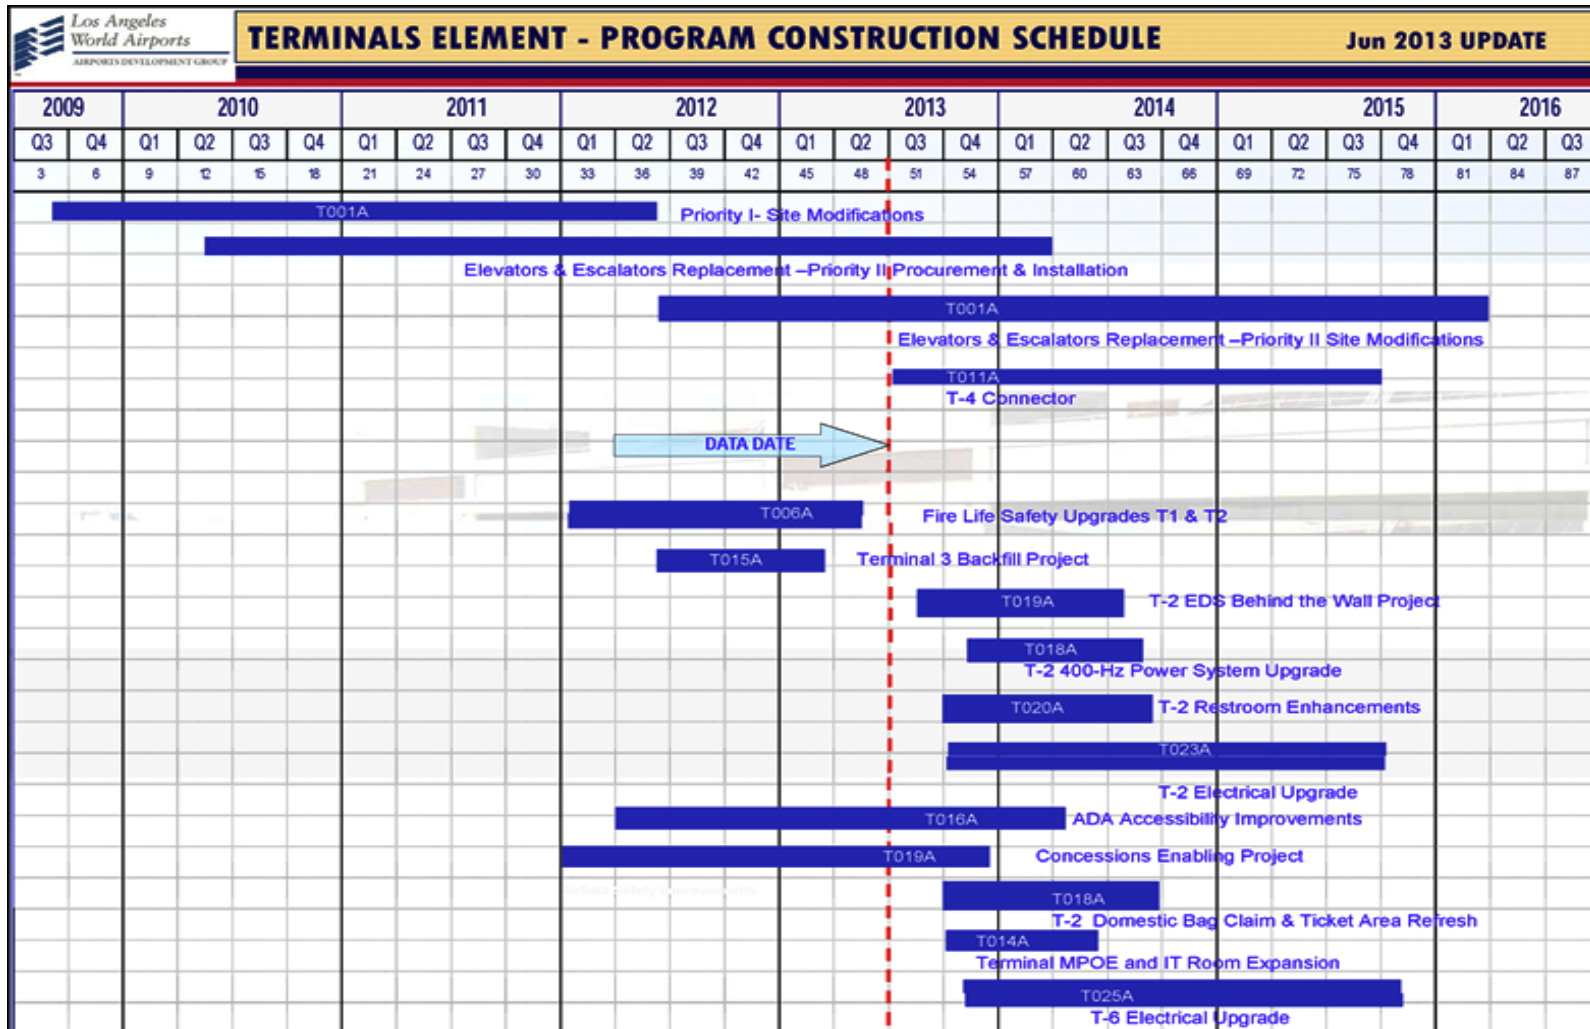 Los Angeles
World Airports
AIRPORTS DEVELOPMENT GROUP
TERMINALS ELEMENT - PROGRAM CONSTRUCTION SCHEDULE
Jun 2013 UPDATE
2009 2010 2011 2012 2013 2014 2015 2016
Q3 Q4 Q1 Q2 Q3 Q4 Q1 Q2 Q3 Q4 Q1 Q2 Q3 Q4 Q1 Q2 Q3 Q4 Q1 Q2 Q3 Q4 Q1 Q2 Q3 Q4 Q1 Q2 Q3
3 6 9 12 15 18 21 24 27 30 33 36 39 42 45 48 51 54 57 60 63 66 69 72 75 78 81 84 87
T001A Priority I- Site Modifications
Elevators & Escalators Replacement –Priority II Procurement & Installation
T001A
Elevators & Escalators Replacement –Priority II Site Modifications
T011A
T-4 Connector
DATA DATE
T006A Fire Life Safety Upgrades T1 & T2
T015A Terminal 3 Backfill Project
T019A T-2 EDS Behind the Wall Project
T018A
T-2 400-Hz Power System Upgrade
T020A T-2 Restroom Enhancements
T023A
T-2 Electrical Upgrade
T016A ADA Accessibility Improvements
T019A Concessions Enabling Project
Airfield Safety Improvements
T018A
T-2 Domestic Bag Claim & Ticket Area Refresh
T014A
Terminal MPOE and IT Room Expansion
T025A
T-6 Electrical Upgrade